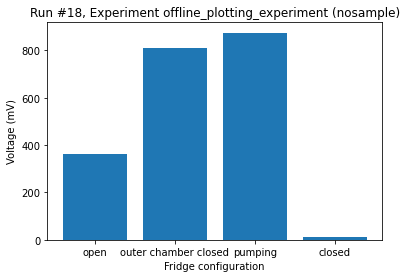 Run #18, Experiment offline_plotting_experiment (nosample)
Voltage (mV)
800
600
400
200
0
open outer chamber closed pumping closed
Fridge configuration